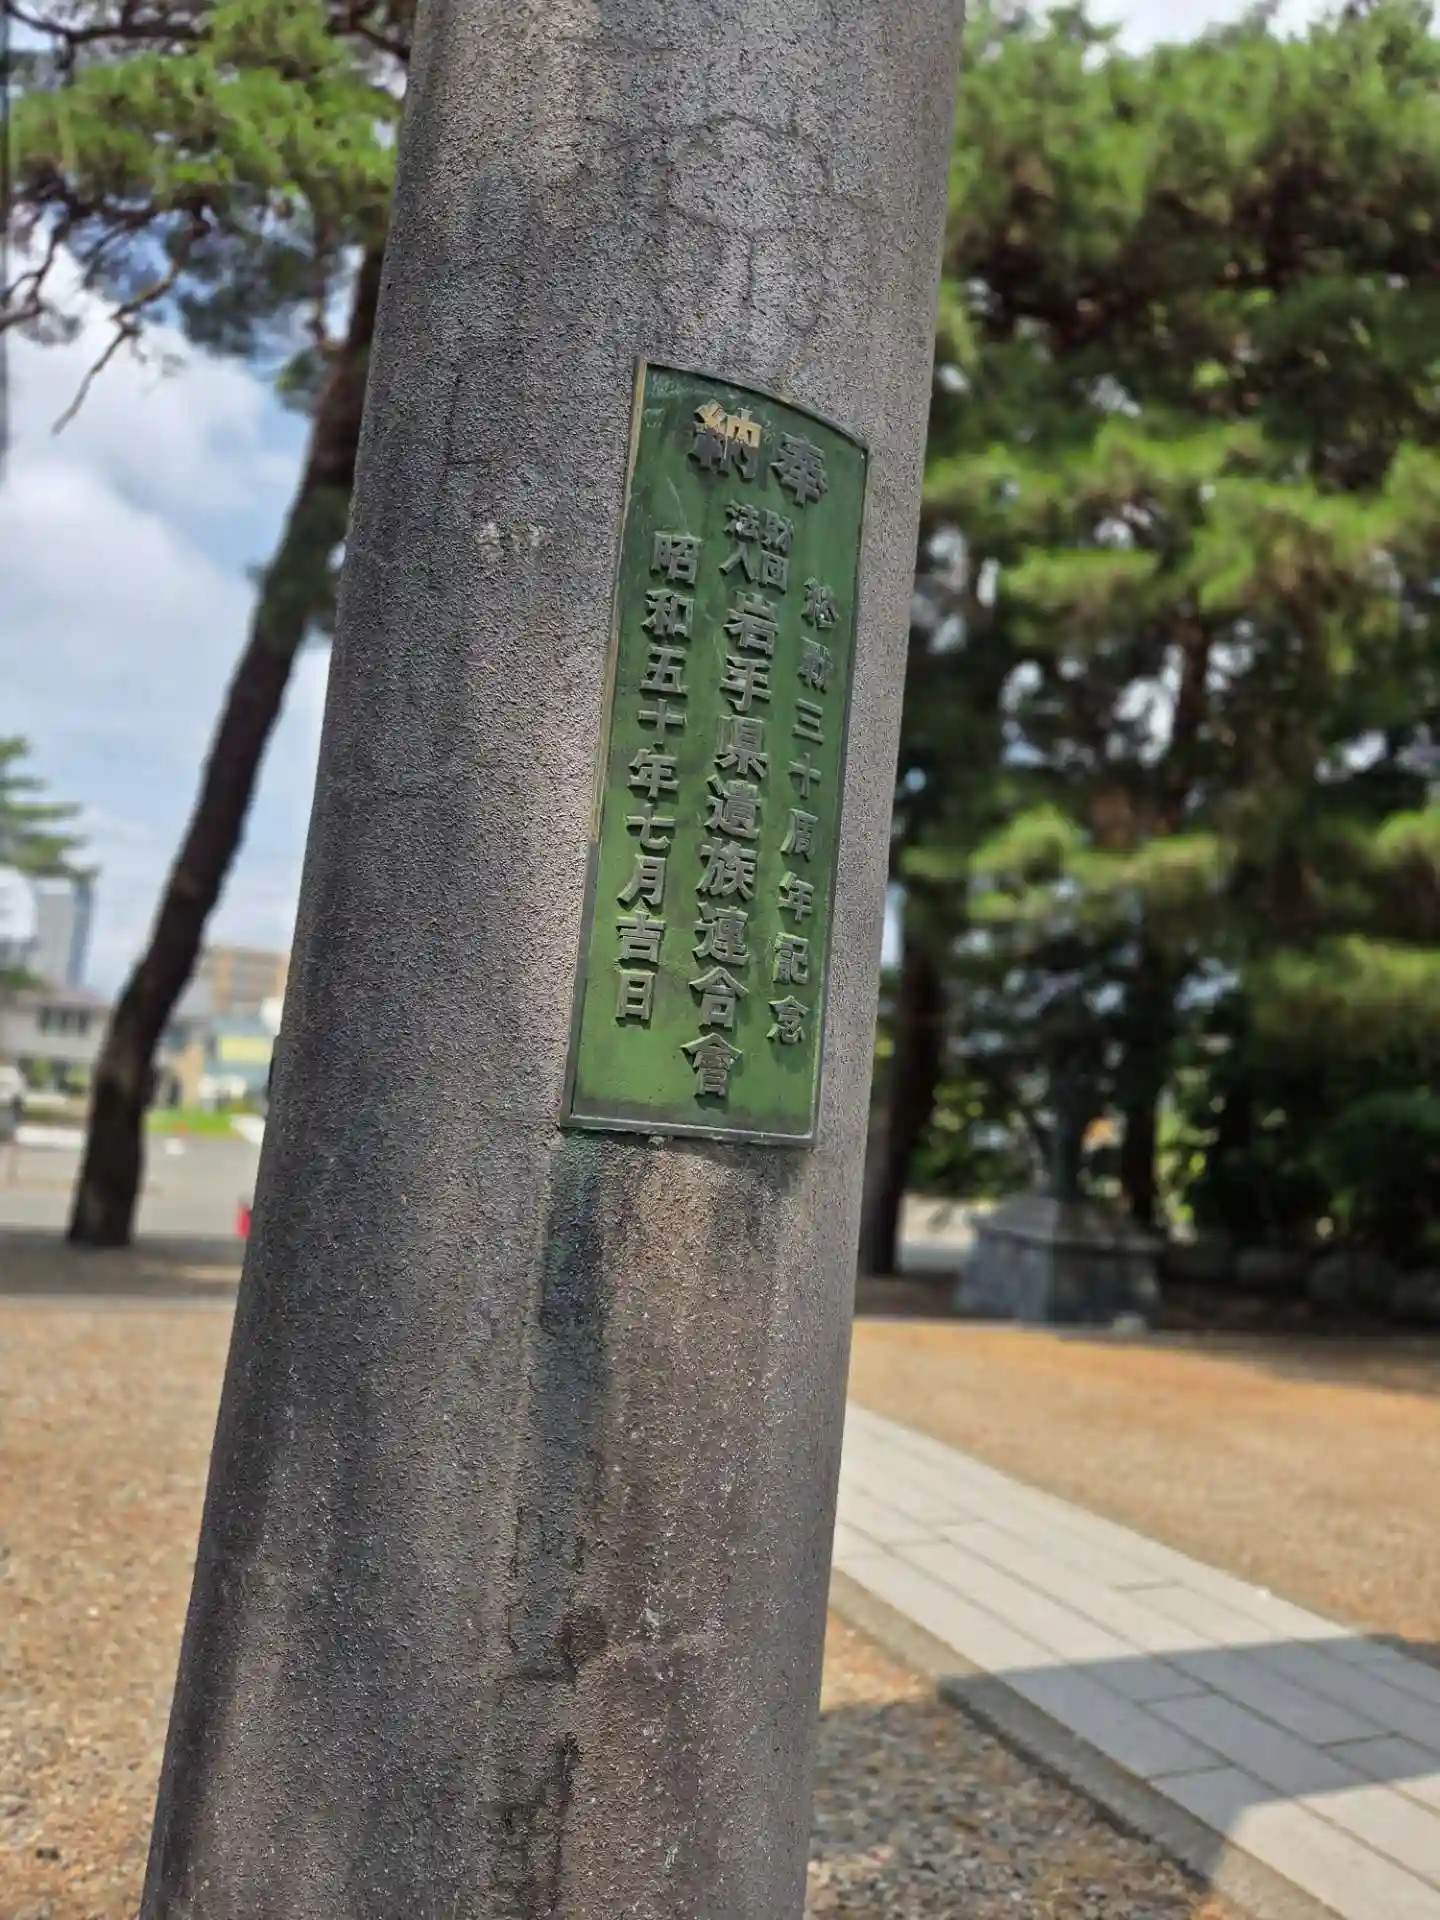 奉納
終戦三十周年記念
財団法人岩手県遺族連合會
昭和五十年七月吉日